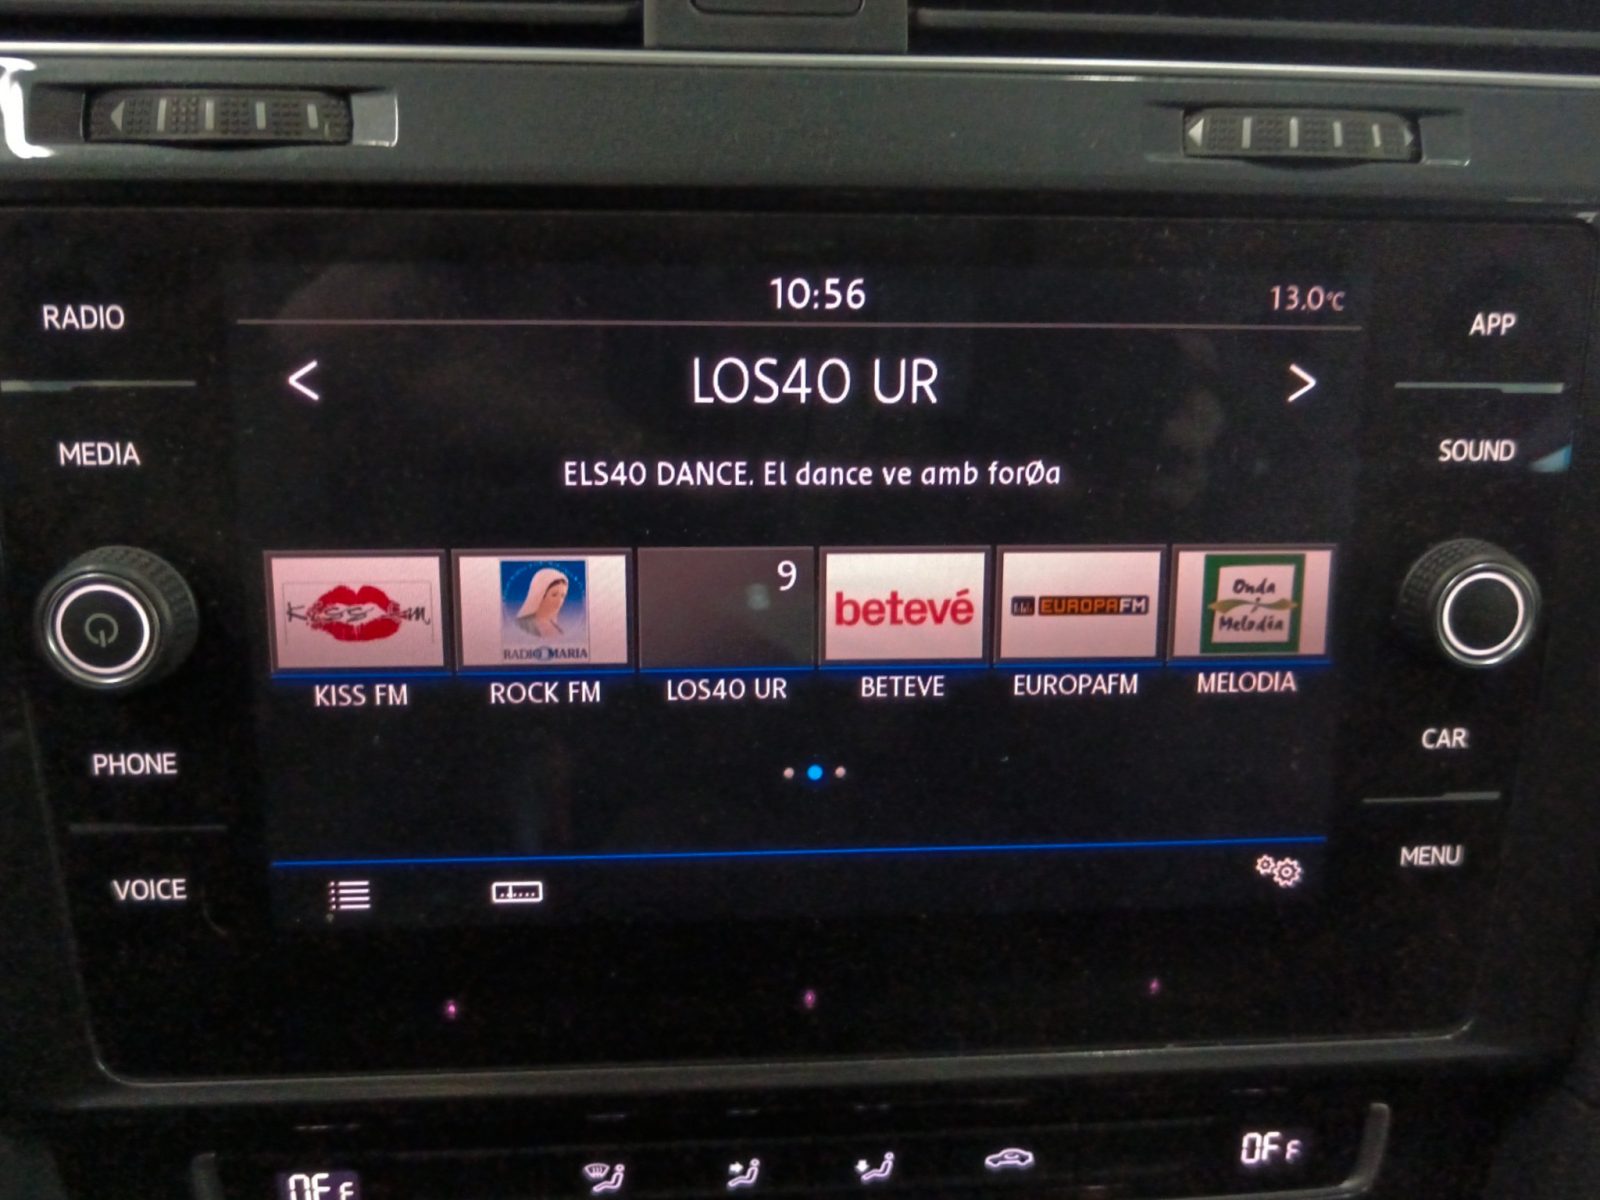 10:56
13.0°C
RADIO
APP
< LOS40 UR >
MEDIA
SOUND
ELS40 DANCE. El dance ve amb forØa
Kiss FM
RADIO MARIA
9
betevé
EUROPAFM
Onda
Melodía
KISS FM
ROCK FM
LOS40 UR
BETEVE
EUROPAFM
MELODIA
PHONE
CAR
VOICE
MENU
OFF
OFF